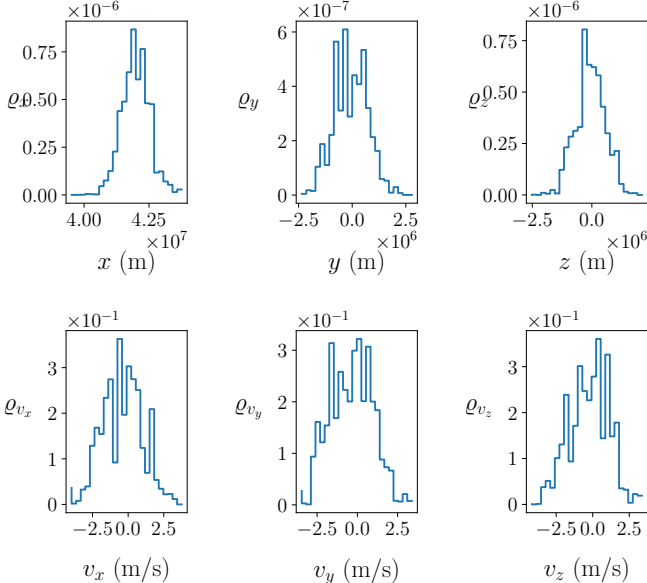 ×10⁻⁶ ×10⁻⁷ ×10⁻⁶
0.75 6 0.75
ϱx 0.50 ϱy 4 ϱz 0.50
0.25 2 0.25
0.00 0 0.00
4.00 4.25 −2.5 0.0 2.5 −2.5 0.0
×10⁷ ×10⁶ ×10⁶
x (m) y (m) z (m)
×10⁻¹ ×10⁻¹ ×10⁻¹
3 3 3
ϱvx 2 ϱvy 2 ϱvz 2
1 1 1
0 0 0
−2.5 0.0 2.5 −2.5 0.0 2.5 −2.5 0.0 2.5
vx (m/s) vy (m/s) vz (m/s)